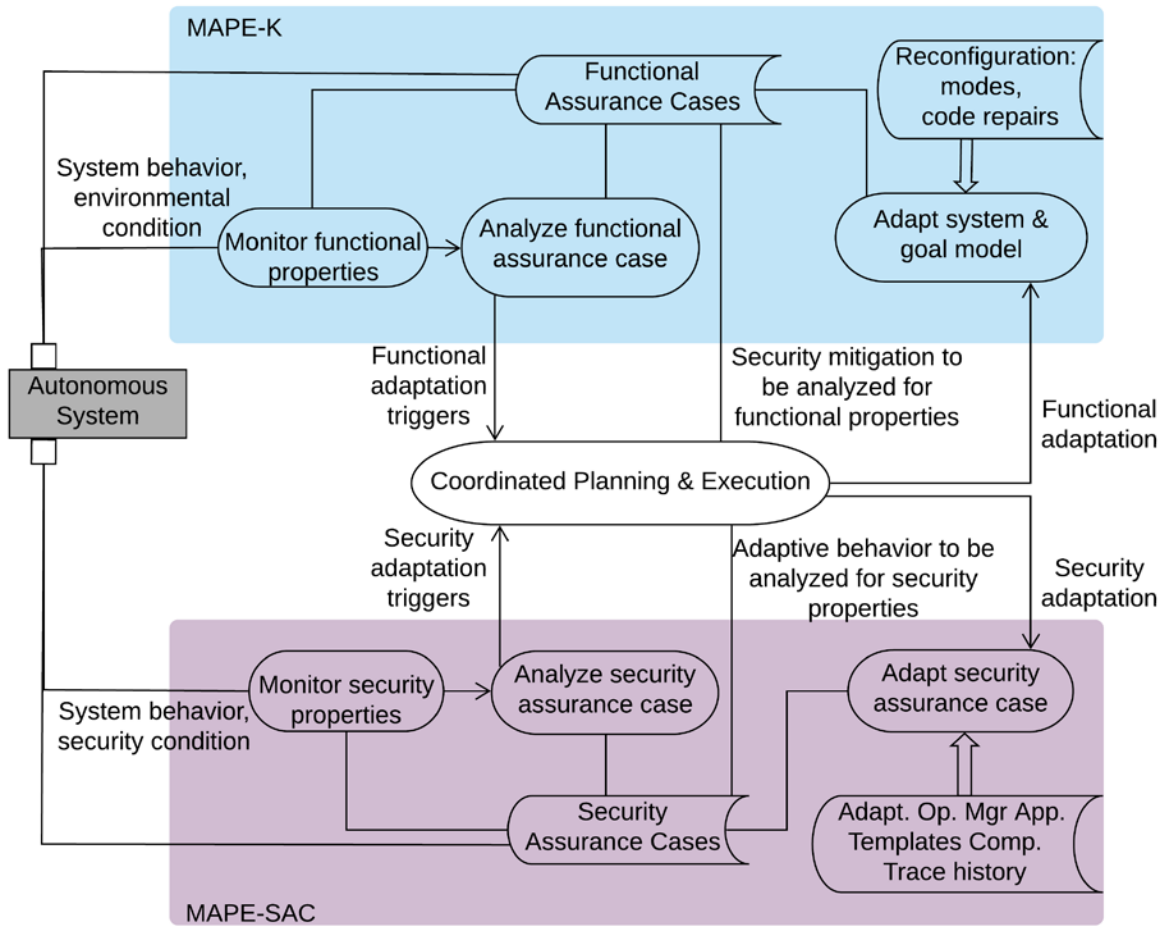 MAPE-K
Functional
Assurance Cases
Reconfiguration:
modes,
code repairs
System behavior,
environmental
condition
Monitor functional
properties
Analyze functional
assurance case
Adapt system &
goal model
Autonomous
System
Functional
adaptation
triggers
Security mitigation to
be analyzed for
functional properties
Functional
adaptation
Coordinated Planning & Execution
Security
adaptation
triggers
Adaptive behavior to be
analyzed for security
properties
Security
adaptation
Monitor security
properties
Analyze security
assurance case
Adapt security
assurance case
System behavior,
security condition
Security
Assurance Cases
Adapt. Op. Mgr App.
Templates Comp.
Trace history
MAPE-SAC